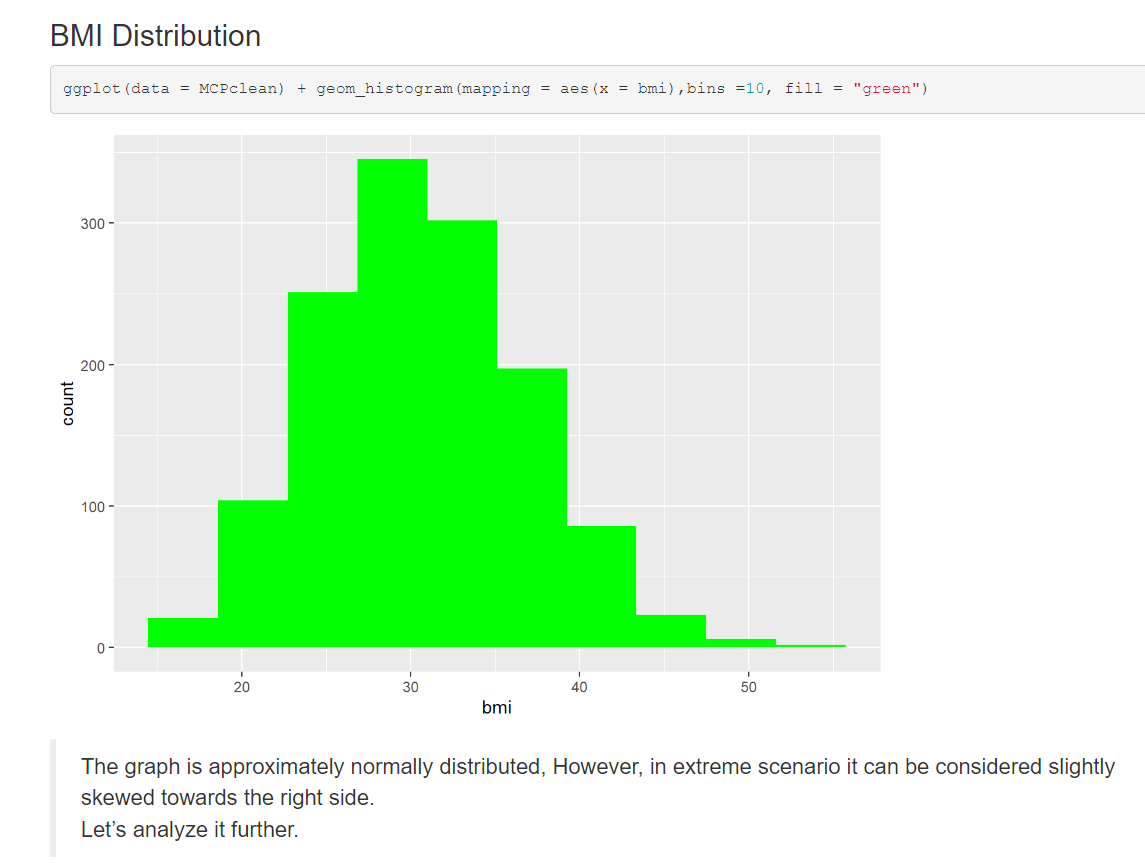 BMI Distribution
ggplot(data = MCPclean) + geom_histogram(mapping = aes(x = bmi),bins =10, fill = "green")
300
200
100
0
count
20 30 40 50
bmi
The graph is approximately normally distributed, However, in extreme scenario it can be considered slightly
skewed towards the right side.
Let’s analyze it further.